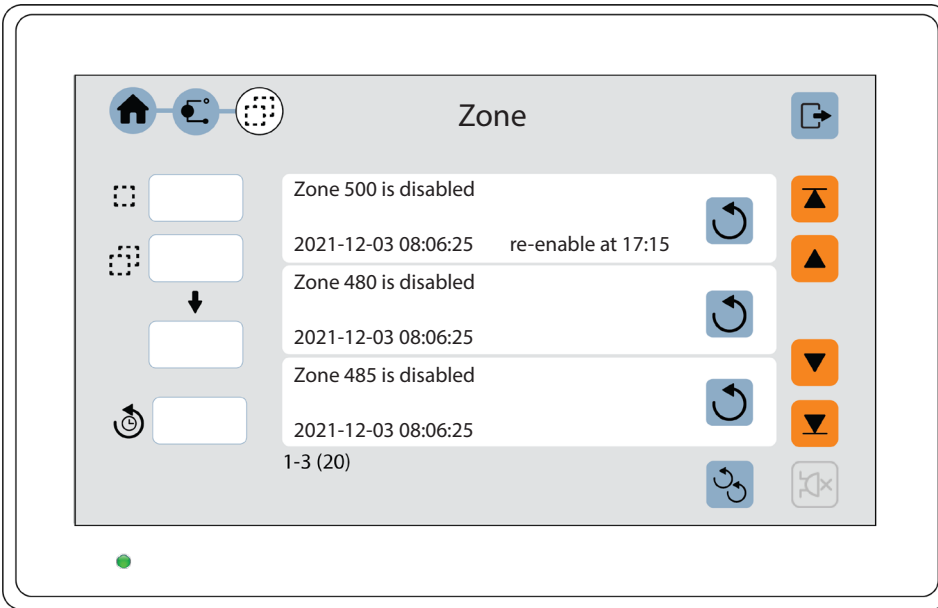 Zone
Zone 500 is disabled
2021-12-03 08:06:25 re-enable at 17:15
Zone 480 is disabled
2021-12-03 08:06:25
Zone 485 is disabled
2021-12-03 08:06:25
1-3 (20)